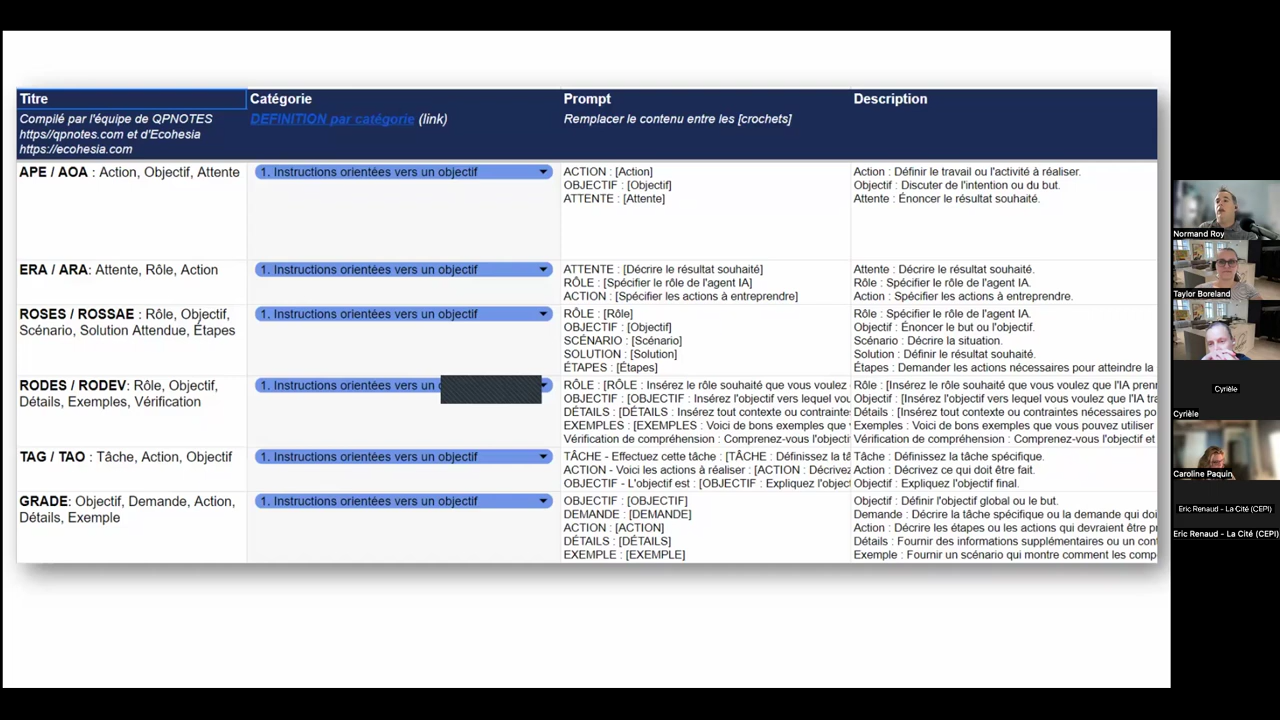 Titre
Catégorie
Prompt
Description
Compilé par l'équipe de QPNOTES
https//qpnotes.com et d'Ecohesia
https://ecohesia.com
DEFINITION par catégorie (link)
Remplacer le contenu entre les [crochets]
APE / AOA : Action, Objectif, Attente
1. Instructions orientées vers un objectif
ACTION : [Action]
OBJECTIF : [Objectif]
ATTENTE : [Attente]
Action : Définir le travail ou l'activité à réaliser.
Objectif : Discuter de l'intention ou du but.
Attente : Énoncer le résultat souhaité.
ERA / ARA: Attente, Rôle, Action
1. Instructions orientées vers un objectif
ATTENTE : [Décrire le résultat souhaité]
RÔLE : [Spécifier le rôle de l'agent IA]
ACTION : [Spécifier les actions à entreprendre]
Attente : Décrire le résultat souhaité.
Rôle : Spécifier le rôle de l'agent IA.
Action : Spécifier les actions à entreprendre.
ROSES / ROSSAE : Rôle, Objectif,
Scénario, Solution Attendue, Étapes
1. Instructions orientées vers un objectif
RÔLE : [Rôle]
OBJECTIF : [Objectif]
SCÉNARIO : [Scénario]
SOLUTION : [Solution]
ÉTAPES : [Étapes]
Rôle : Spécifier le rôle de l'agent IA.
Objectif : Énoncer le but ou l'objectif.
Scénario : Décrire la situation.
Solution : Définir le résultat souhaité.
Étapes : Demander les actions nécessaires pour atteindre la
RODES / RODEV: Rôle, Objectif,
Détails, Exemples, Vérification
1. Instructions orientées vers un
RÔLE : [RÔLE : Insérez le rôle souhaité que vous voulez
OBJECTIF : [OBJECTIF : Insérez l'objectif vers lequel vou
DÉTAILS : [DÉTAILS : Insérez tout contexte ou contrainte
EXEMPLES : [EXEMPLES : Voici de bons exemples que
Vérification de compréhension : Comprenez-vous l'objecti
Rôle : [Insérez le rôle souhaité que vous voulez que l'IA pren
Objectif : [Insérez l'objectif vers lequel vous voulez que l'IA tra
Détails : [Insérez tout contexte ou contraintes nécessaires po
Exemples : Voici de bons exemples que vous pouvez utiliser
Vérification de compréhension : Comprenez-vous l'objectif et
TAG / TAO : Tâche, Action, Objectif
1. Instructions orientées vers un objectif
TÂCHE - Effectuez cette tâche : [TÂCHE : Définissez la tâ
ACTION - Voici les actions à réaliser : [ACTION : Décrivez
OBJECTIF - L'objectif est : [OBJECTIF : Expliquez l'object
Tâche : Définissez la tâche spécifique.
Action : Décrivez ce qui doit être fait.
Objectif : Expliquez l'objectif final.
GRADE: Objectif, Demande, Action,
Détails, Exemple
1. Instructions orientées vers un objectif
OBJECTIF : [OBJECTIF]
DEMANDE : [DEMANDE]
ACTION : [ACTION]
DÉTAILS : [DÉTAILS]
EXEMPLE : [EXEMPLE]
Objectif : Définir l'objectif global ou le but.
Demande : Décrire la tâche spécifique ou la demande qui doi
Action : Décrire les étapes ou les actions qui devraient être pr
Détails : Fournir des informations supplémentaires ou un cont
Exemple : Fournir un scénario qui montre comment les comp
Normand Roy
Taylor Boreland
Cyrièle
Cyrièle
Caroline Paquin
Eric Renaud - La Cité (CEPI)
Eric Renaud - La Cité (CEPI)